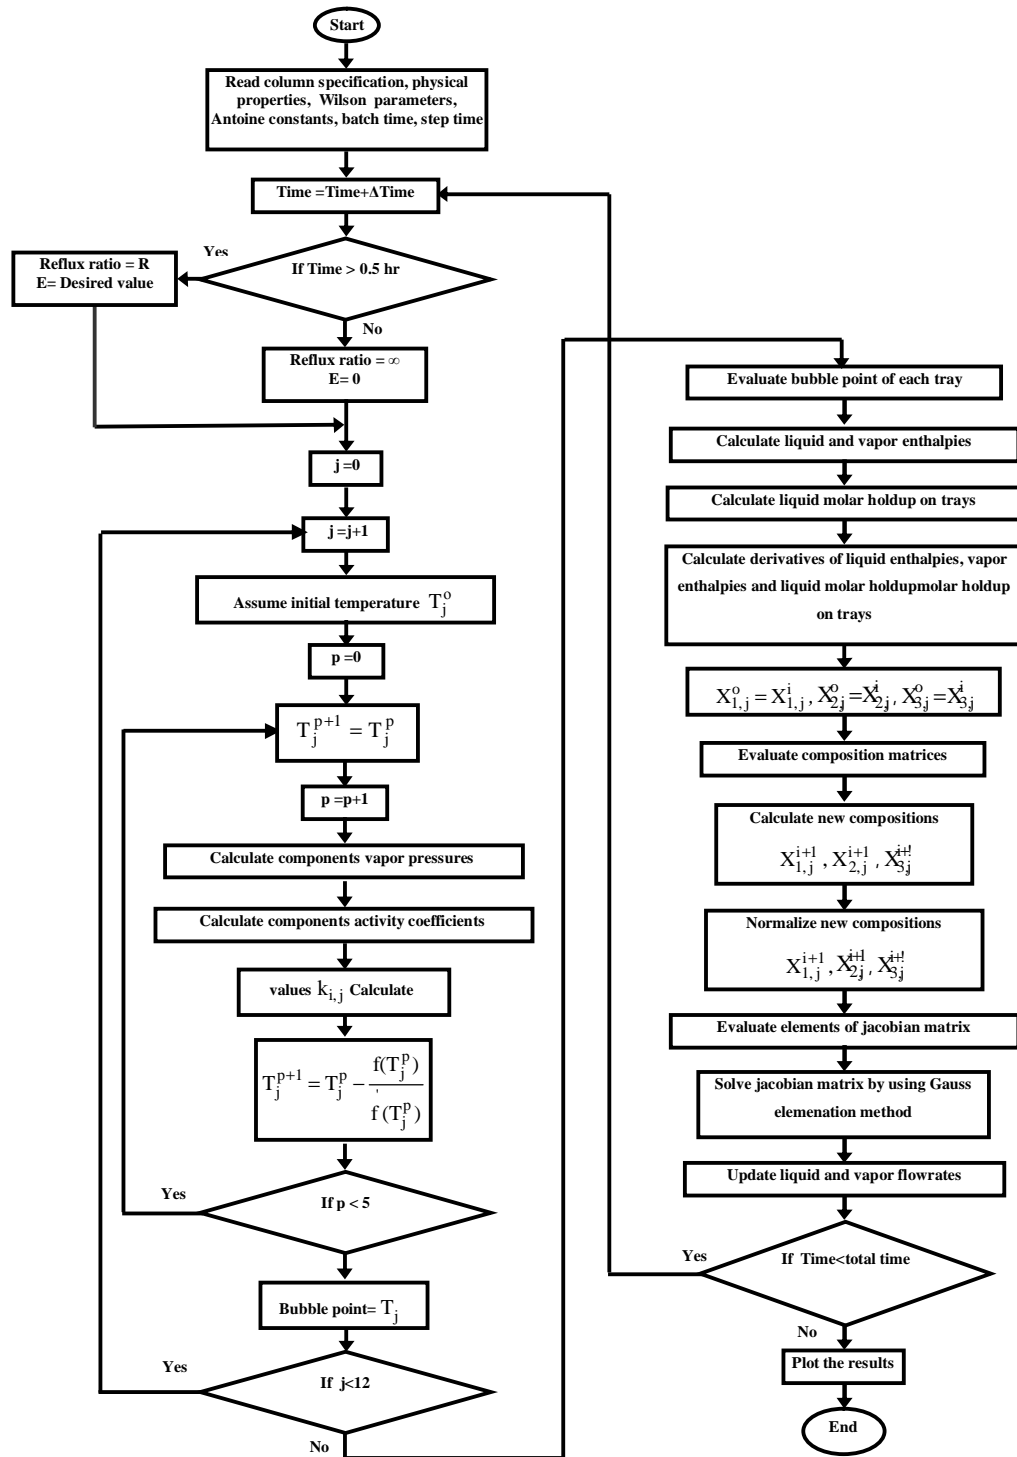 Start
Read column specification, physical
properties, Wilson parameters,
Antoine constants, batch time, step time
Time =Time+ΔTime
Yes
If Time > 0.5 hr
Reflux ratio = R
E= Desired value
No
Reflux ratio = ∞
E= 0
j =0
j =j+1
Assume initial temperature T_j^o
p =0
T_j^{p+1} = T_j^p
p =p+1
Calculate components vapor pressures
Calculate components activity coefficients
values k_{i,j} Calculate
T_j^{p+1} = T_j^p − f(T_j^p) / f'(T_j^p)
Yes
If p < 5
Bubble point= T_j
Yes
If j<12
No
Evaluate bubble point of each tray
Calculate liquid and vapor enthalpies
Calculate liquid molar holdup on trays
Calculate derivatives of liquid enthalpies, vapor
enthalpies and liquid molar holdupmolar holdup
on trays
X_{1,j}^o = X_{1,j}^i , X_{2,j}^o = X_{2,j}^i , X_{3,j}^o = X_{3,j}^i
Evaluate composition matrices
Calculate new compositions
X_{1,j}^{i+1} , X_{2,j}^{i+1} , X_{3,j}^{i+!}
Normalize new compositions
X_{1,j}^{i+1} , X_{2,j}^{i+1} , X_{3,j}^{i+!}
Evaluate elements of jacobian matrix
Solve jacobian matrix by using Gauss
elemenation method
Update liquid and vapor flowrates
Yes
If Time<total time
No
Plot the results
End